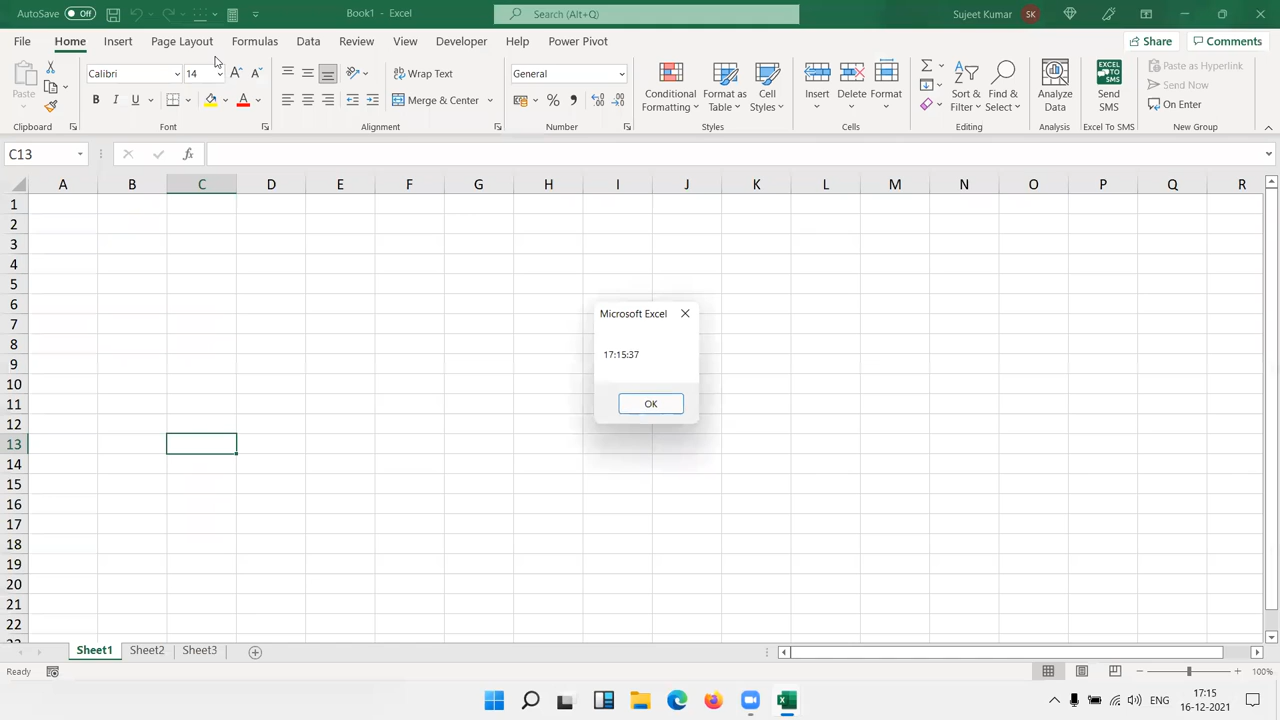 AutoSave Off Book1 - Excel Search (Alt+Q) Sujeet Kumar SK
File Home Insert Page Layout Formulas Data Review View Developer Help Power Pivot Share Comments
Paste Calibri 14 Wrap Text General Conditional Formatting Format as Table Cell Styles Insert Delete Format Sort & Filter Find & Select Analyze Data Send SMS Paste as Hyperlink
B I U Merge & Center Send Now
On Enter
Clipboard Font Alignment Number Styles Cells Editing Analysis Excel To SMS New Group
C13 fx
A B C D E F G H I J K L M N O P Q R
1
2
3
4
5
6
Microsoft Excel
7
8
17:15:37
9
10
11
OK
12
13
14
15
16
17
18
19
20
21
22
Sheet1 Sheet2 Sheet3
Ready 100%
ENG 17:15
16-12-2021